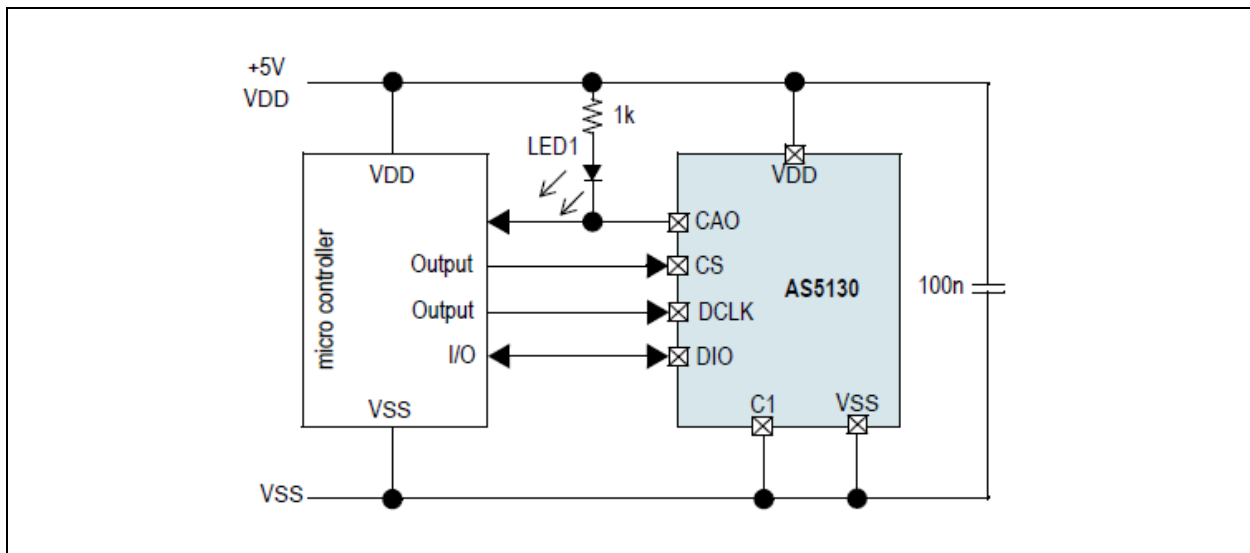 +5V
VDD
1k
LED1
VDD
VDD
micro controller
CAO
Output
CS
AS5130
100n
Output
DCLK
I/O
DIO
VSS
C1
VSS
VSS